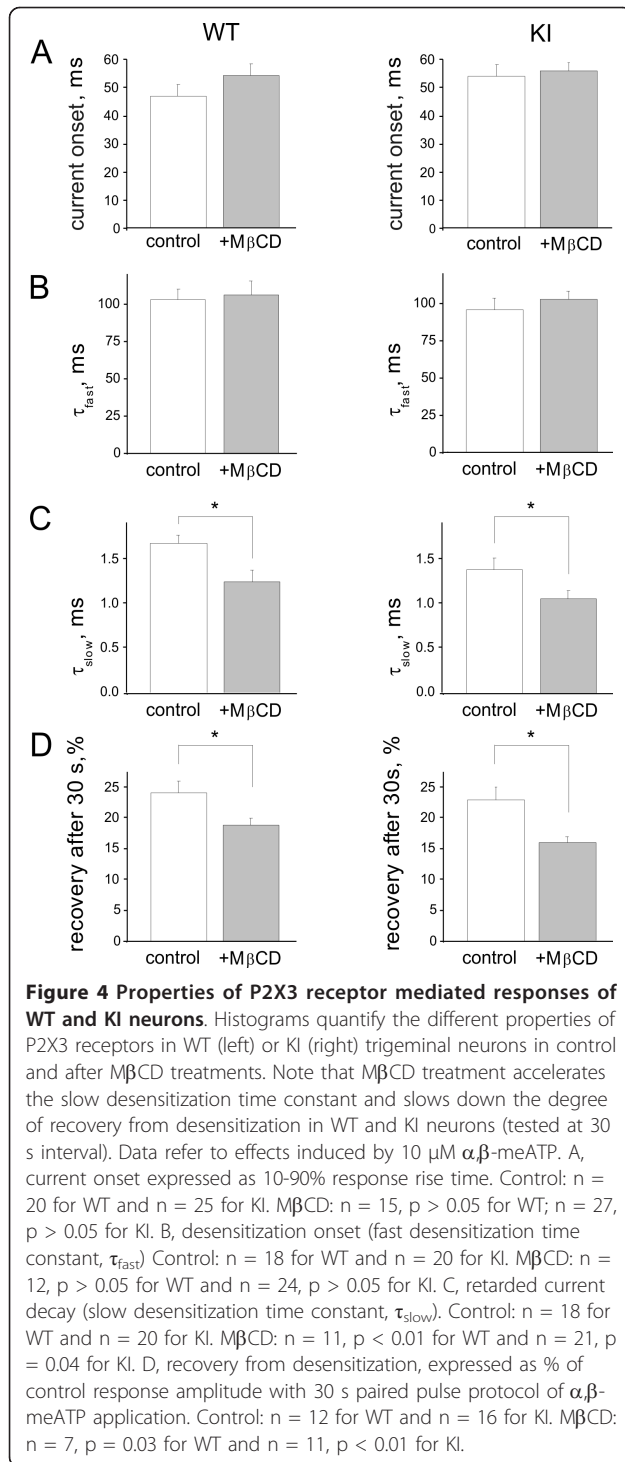 WT KI
A
current onset, ms
60
50
40
30
20
10
0
control +MβCD
current onset, ms
60
50
40
30
20
10
0
control +MβCD
B
τfast, ms
100
75
50
25
0
control +MβCD
τfast, ms
100
75
50
25
0
control +MβCD
C
*
τslow, ms
1.5
1.0
0.5
0.0
control +MβCD
*
τslow, ms
1.5
1.0
0.5
0.0
control +MβCD
D
*
recovery after 30 s, %
25
20
15
10
5
0
control +MβCD
*
recovery after 30s, %
25
20
15
10
5
0
control +MβCD
Figure 4 Properties of P2X3 receptor mediated responses of
WT and KI neurons. Histograms quantify the different properties of
P2X3 receptors in WT (left) or KI (right) trigeminal neurons in control
and after MβCD treatments. Note that MβCD treatment accelerates
the slow desensitization time constant and slows down the degree
of recovery from desensitization in WT and KI neurons (tested at 30
s interval). Data refer to effects induced by 10 μM α,β-meATP. A,
current onset expressed as 10-90% response rise time. Control: n =
20 for WT and n = 25 for KI. MβCD: n = 15, p > 0.05 for WT; n = 27,
p > 0.05 for KI. B, desensitization onset (fast desensitization time
constant, τfast) Control: n = 18 for WT and n = 20 for KI. MβCD: n =
12, p > 0.05 for WT and n = 24, p > 0.05 for KI. C, retarded current
decay (slow desensitization time constant, τslow). Control: n = 18 for
WT and n = 20 for KI. MβCD: n = 11, p < 0.01 for WT and n = 21, p
= 0.04 for KI. D, recovery from desensitization, expressed as % of
control response amplitude with 30 s paired pulse protocol of α,β-
meATP application. Control: n = 12 for WT and n = 16 for KI. MβCD:
n = 7, p = 0.03 for WT and n = 11, p < 0.01 for KI.